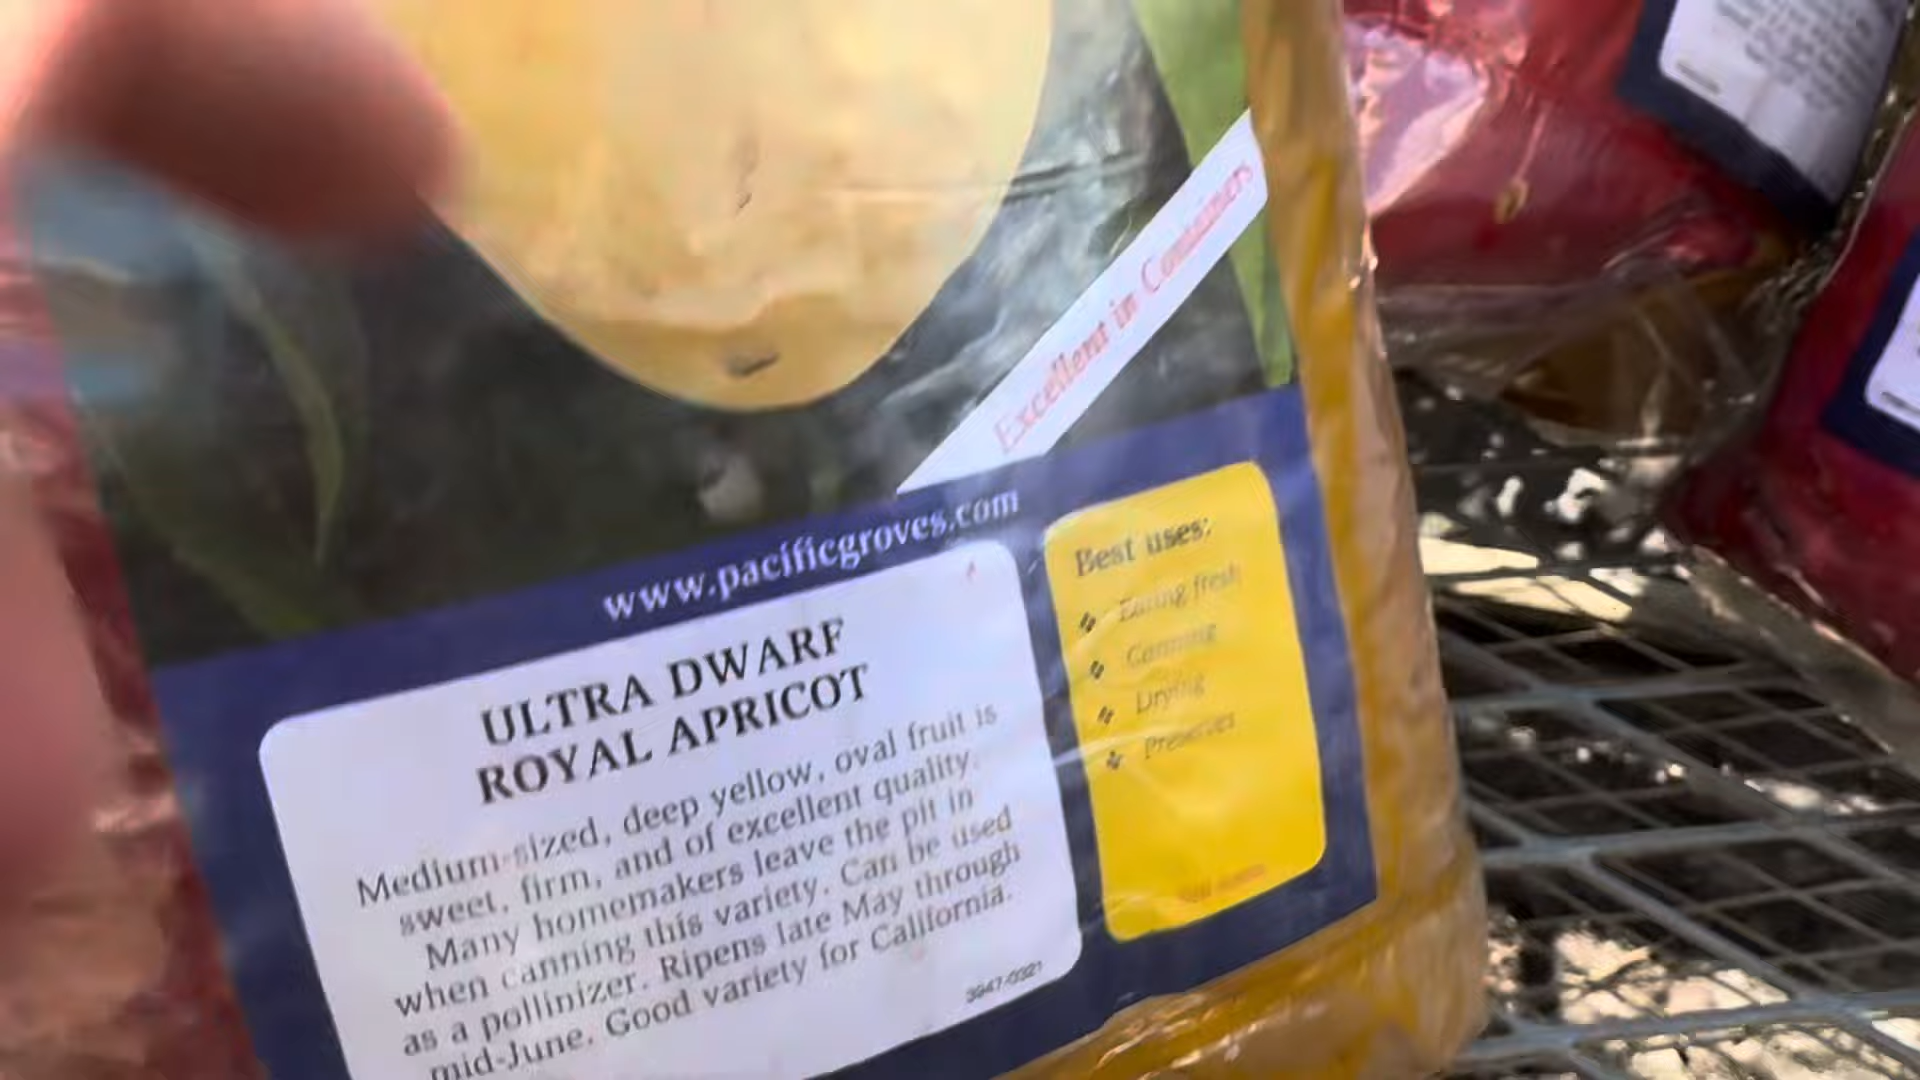 Excellent in Containers
www.pacificgroves.com
ULTRA DWARF
ROYAL APRICOT
Medium-sized, deep yellow, oval fruit is
sweet, firm, and of excellent quality.
Many homemakers leave the pit in
when canning this variety. Can be used
as a pollinizer. Ripens late May through
mid-June. Good variety for California.
3947-0321
Best uses:
Eating fresh
Canning
Drying
Preserves